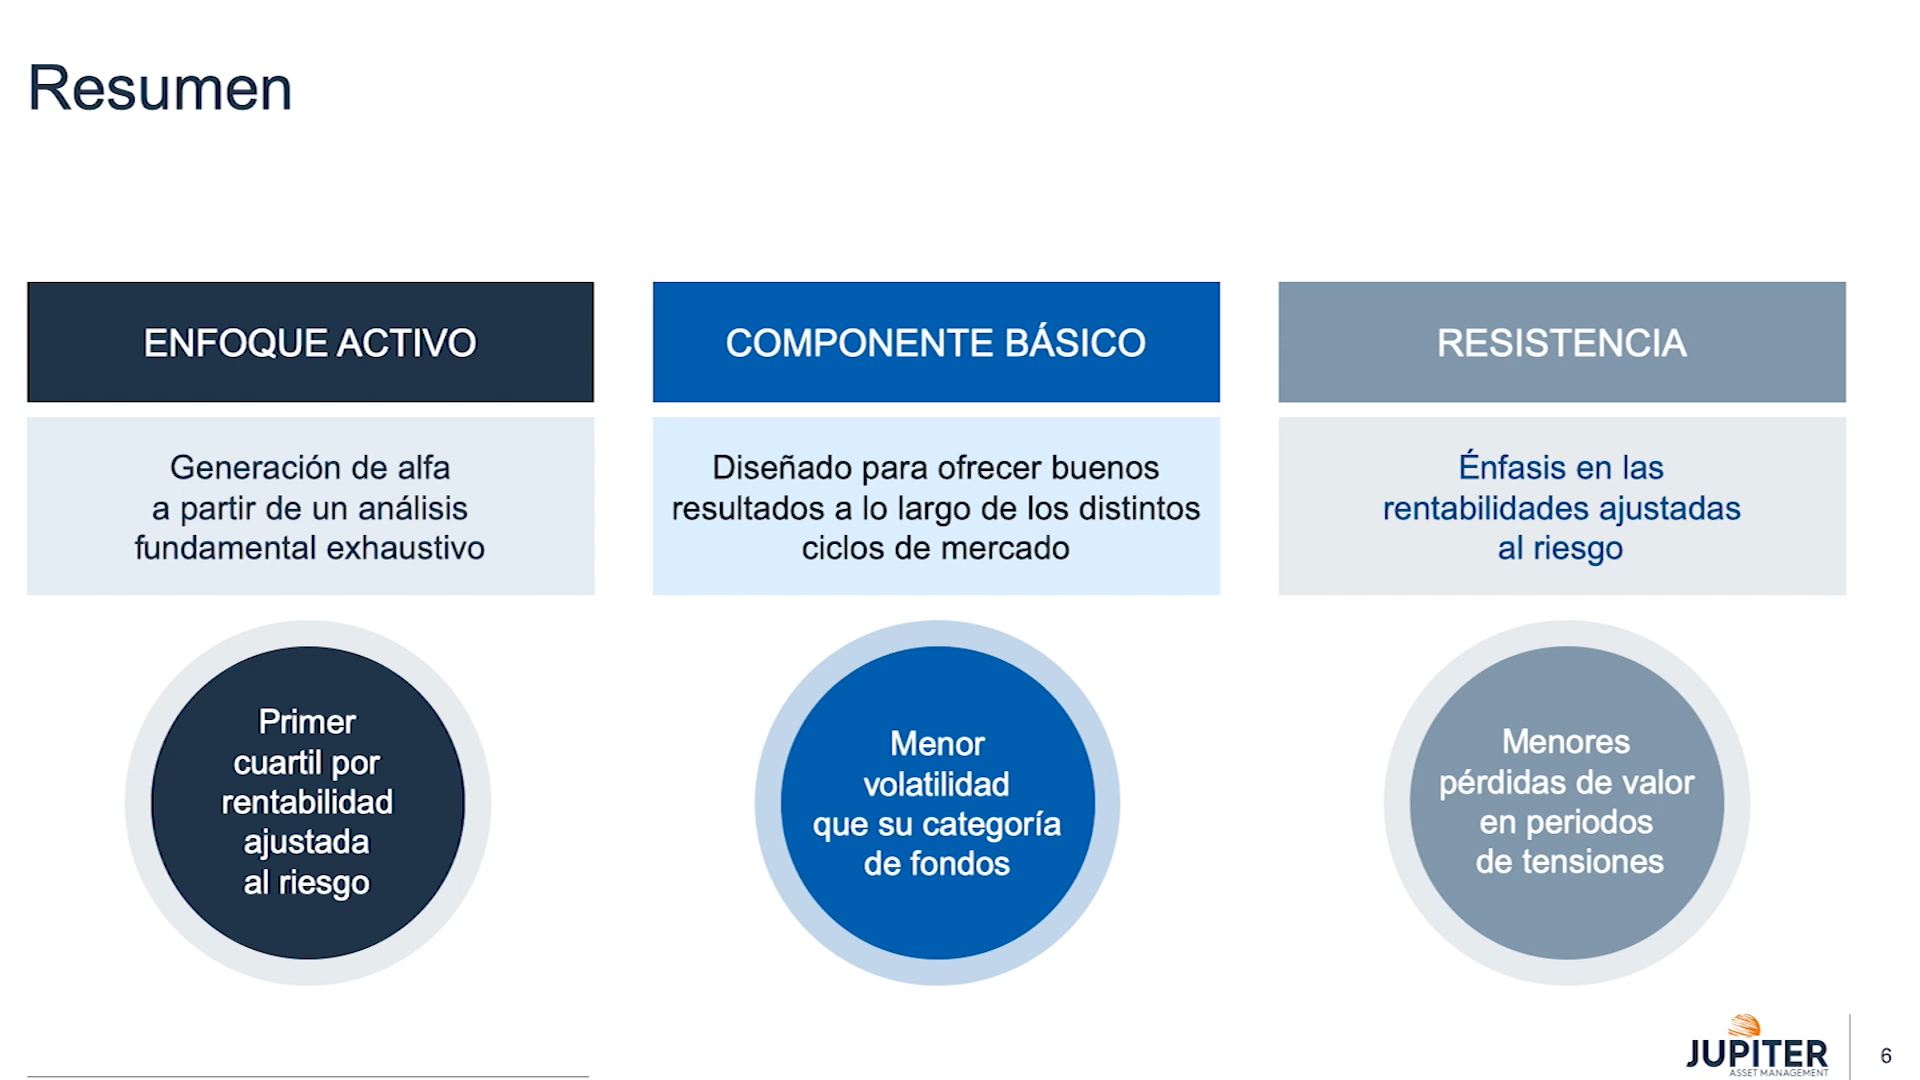 Resumen
ENFOQUE ACTIVO
Generación de alfa
a partir de un análisis
fundamental exhaustivo
Primer
cuartil por
rentabilidad
ajustada
al riesgo
COMPONENTE BÁSICO
Diseñado para ofrecer buenos
resultados a lo largo de los distintos
ciclos de mercado
Menor
volatilidad
que su categoría
de fondos
RESISTENCIA
Énfasis en las
rentabilidades ajustadas
al riesgo
Menores
pérdidas de valor
en periodos
de tensiones
JUPITER
ASSET MANAGEMENT
6